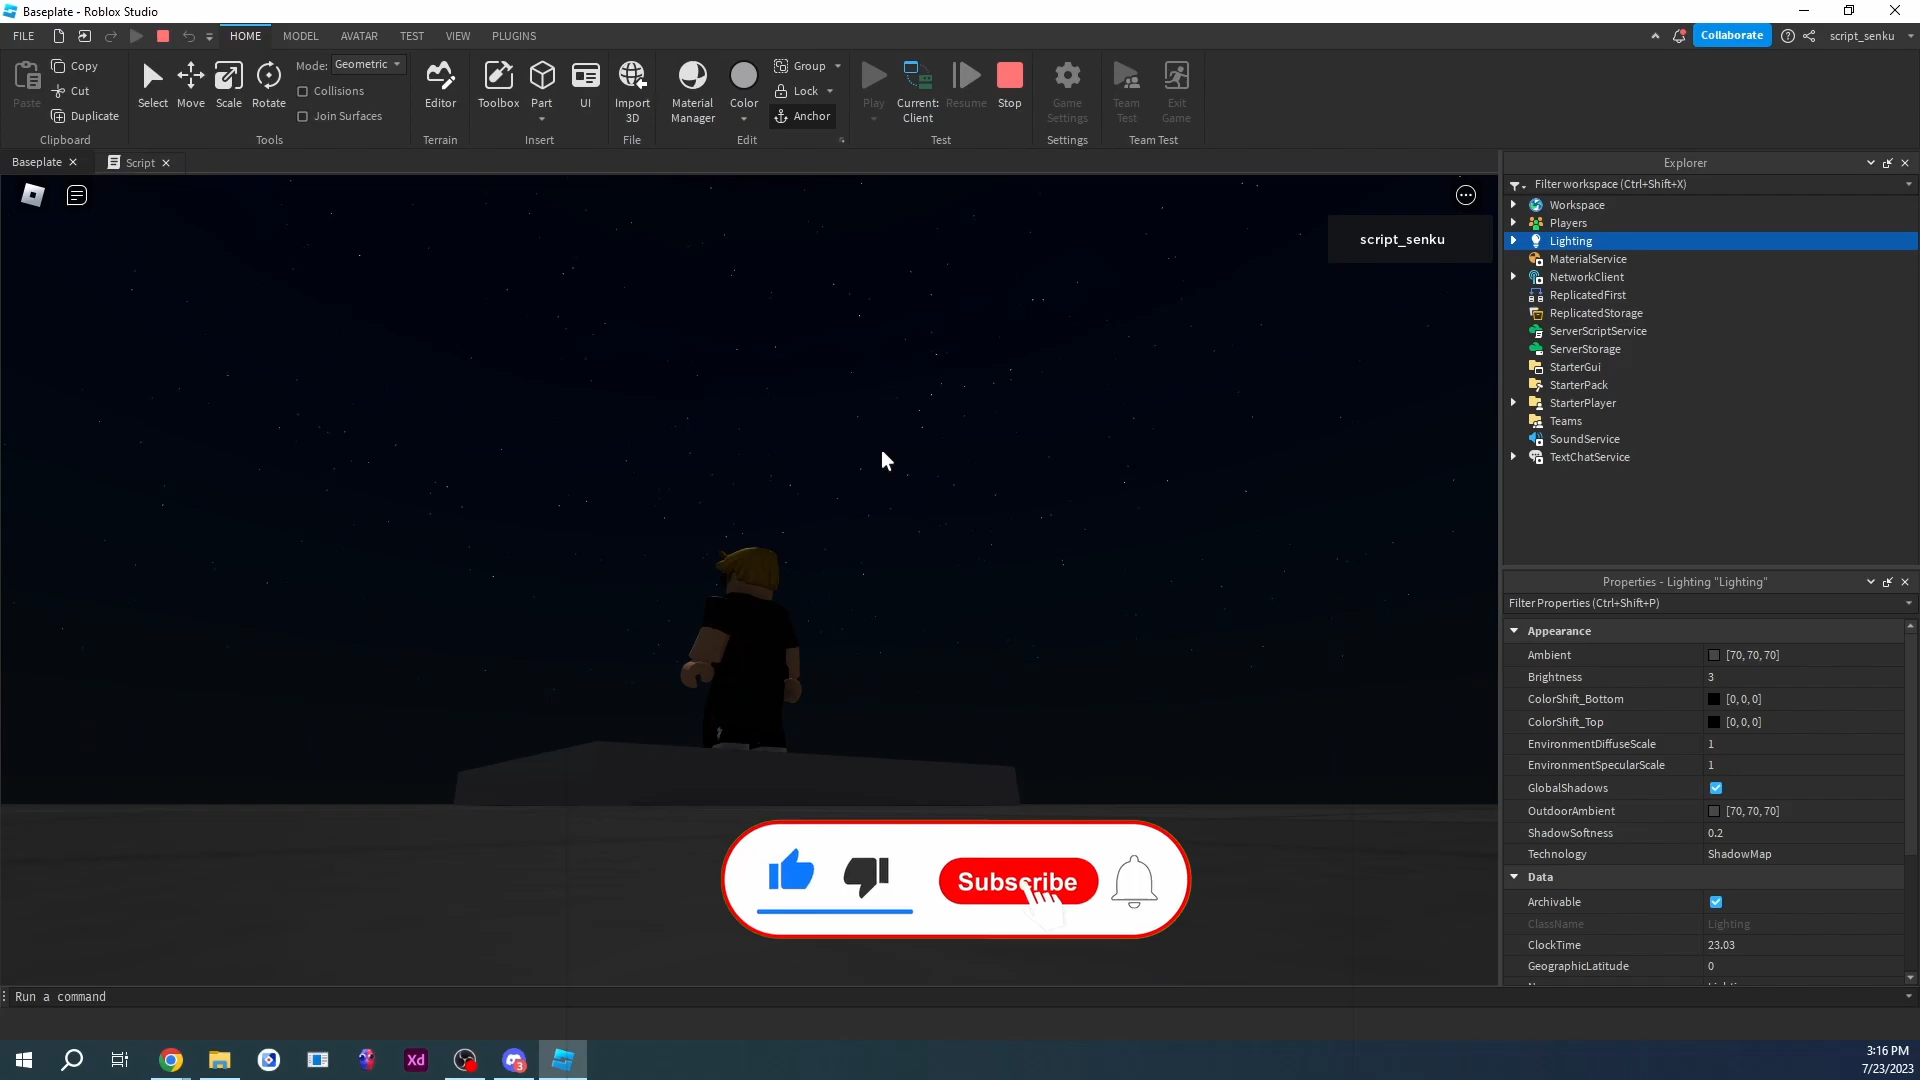 Baseplate - Roblox Studio
FILE
HOME
MODEL
AVATAR
TEST
VIEW
PLUGINS
Collaborate
script_senku
Paste
Copy
Cut
Duplicate
Clipboard
Select
Move
Scale
Rotate
Mode: Geometric
Collisions
Join Surfaces
Tools
Editor
Terrain
Toolbox
Part
UI
Insert
Import
3D
File
Material
Manager
Color
Group
Lock
Anchor
Edit
Play
Current:
Client
Resume
Stop
Test
Game
Settings
Settings
Team
Test
Exit
Game
Team Test
Baseplate
Script
script_senku
Subscribe
Explorer
Filter workspace (Ctrl+Shift+X)
Workspace
Players
Lighting
MaterialService
NetworkClient
ReplicatedFirst
ReplicatedStorage
ServerScriptService
ServerStorage
StarterGui
StarterPack
StarterPlayer
Teams
SoundService
TextChatService
Properties - Lighting "Lighting"
Filter Properties (Ctrl+Shift+P)
Appearance
Ambient [70, 70, 70]
Brightness 3
ColorShift_Bottom [0, 0, 0]
ColorShift_Top [0, 0, 0]
EnvironmentDiffuseScale 1
EnvironmentSpecularScale 1
GlobalShadows
OutdoorAmbient [70, 70, 70]
ShadowSoftness 0.2
Technology ShadowMap
Data
Archivable
ClassName Lighting
ClockTime 23.03
GeographicLatitude 0
Run a command
Xd
3
3:16 PM
7/23/2023